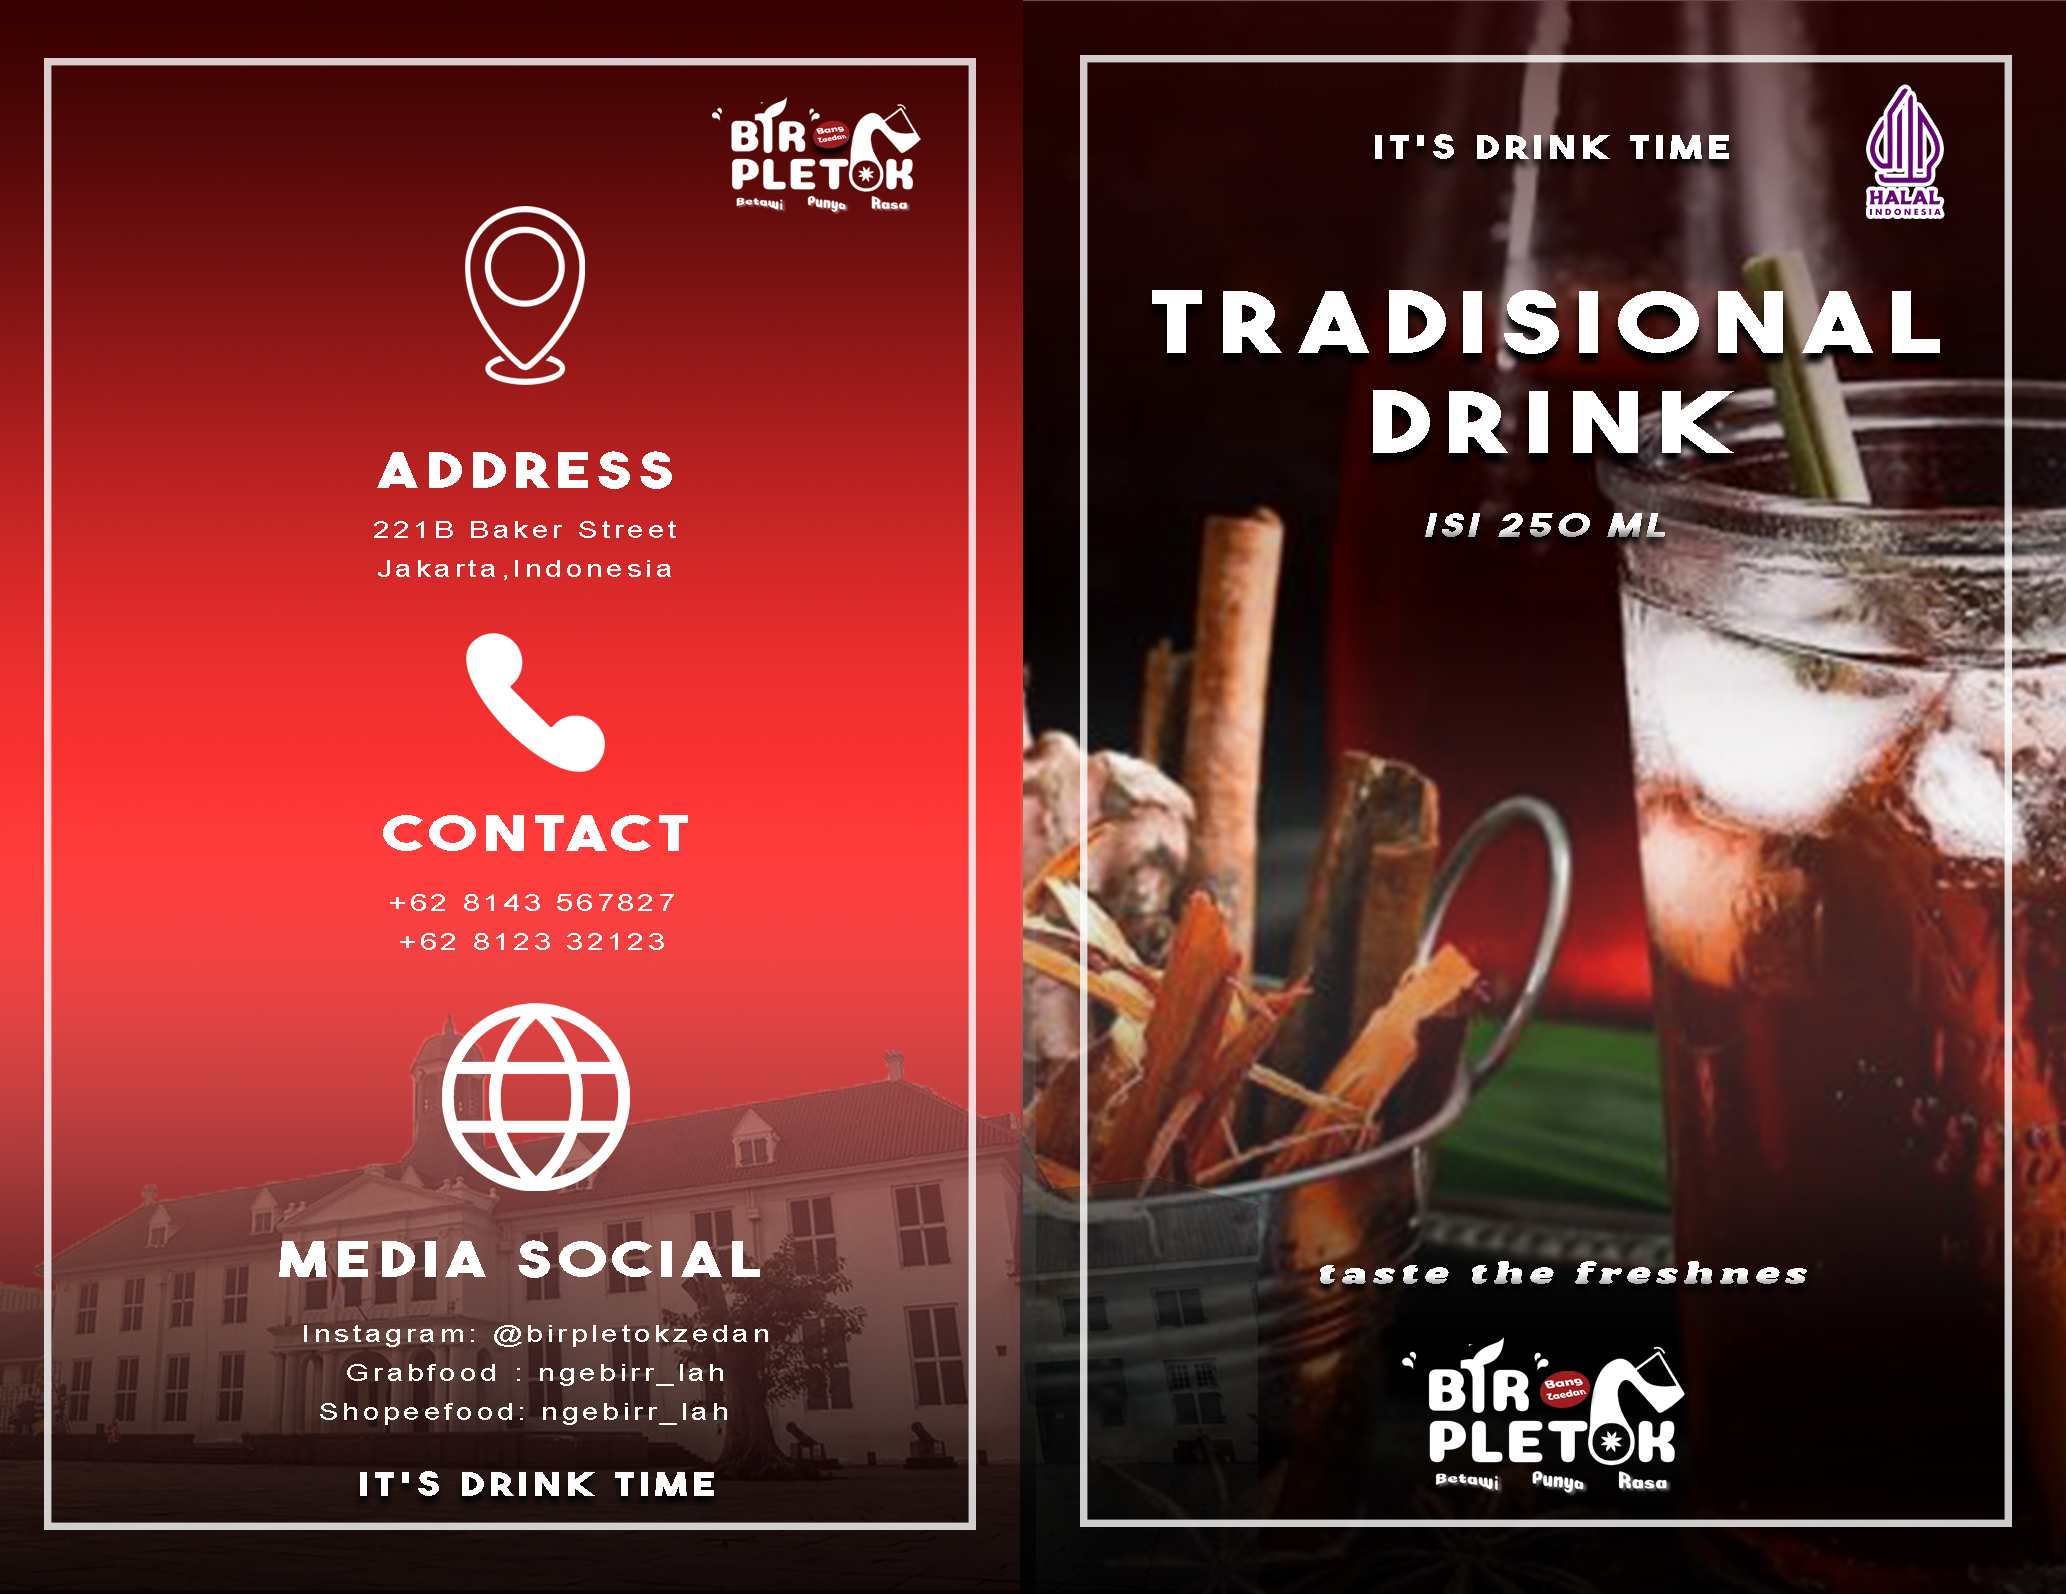 BIR
Bang
Zaedan
PLETOK
Betawi Punya Rasa
ADDRESS
221B Baker Street
Jakarta,Indonesia
CONTACT
+62 8143 567827
+62 8123 32123
MEDIA SOCIAL
Instagram: @birpletokzedan
Grabfood : ngebirr_lah
Shopeefood: ngebirr_lah
IT'S DRINK TIME
IT'S DRINK TIME
HALAL
INDONESIA
TRADISIONAL
DRINK
ISI 250 ML
taste the freshnes
BIR
Bang
Zaedan
PLETOK
Betawi Punya Rasa